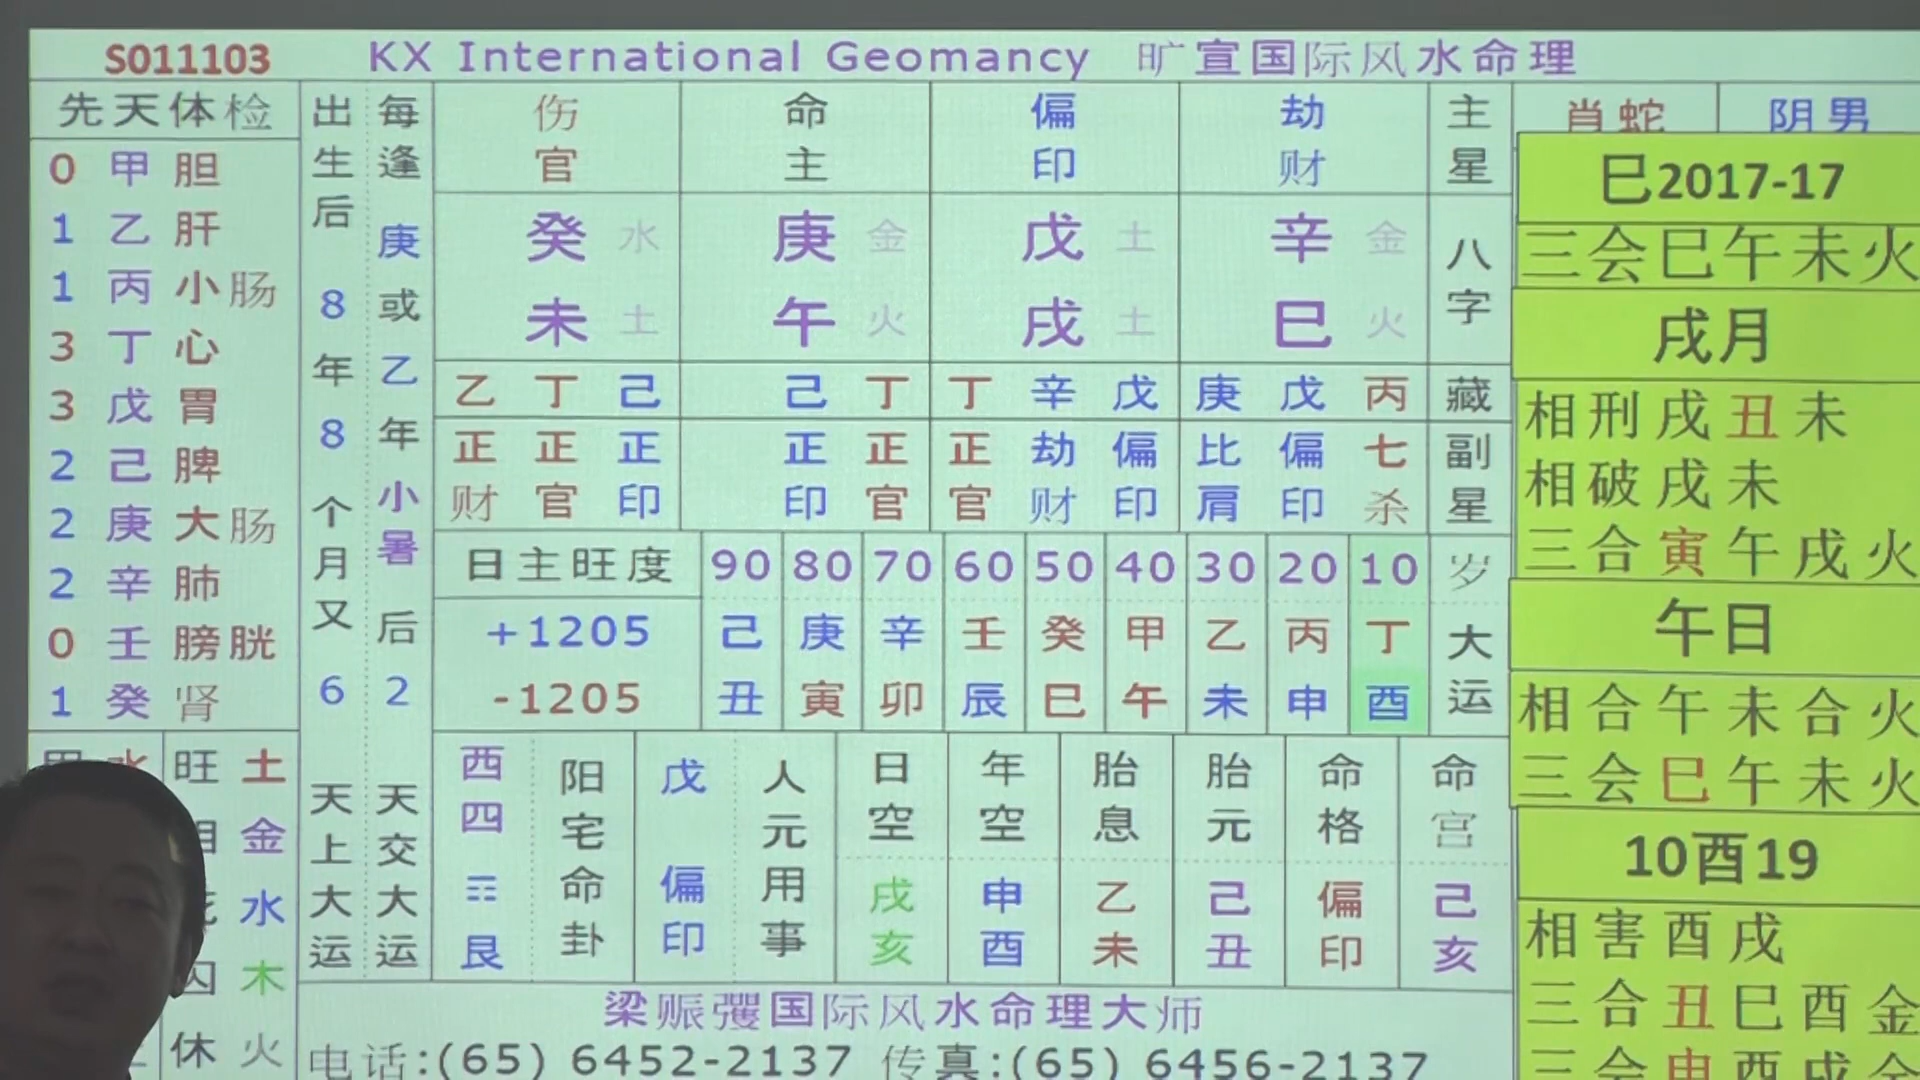 S011103 KX International Geomancy 旷宣国际风水命理
先天体检
0 甲 胆
1 乙 肝
1 丙 小肠
3 丁 心
3 戊 胃
2 己 脾
2 庚 大肠
2 辛 肺
0 壬 膀胱
1 癸 肾
旺 土
金
水
囚 木
休 火
出生后 8 年 8 个月又 6 天上大运
每逢庚或乙年小暑后 2 天交大运
伤官 命主 偏印 劫财 主星
癸 水 庚 金 戊 土 辛 金 八字
未 土 午 火 戌 土 巳 火
乙 丁 己 己 丁 丁 辛 戊 庚 戊 丙 藏
正财 正官 正印 正印 正官 正官 劫财 偏印 比肩 偏印 七杀 副星
日主旺度 90 80 70 60 50 40 30 20 10 岁
+1205 己 庚 辛 壬 癸 甲 乙 丙 丁 大
-1205 丑 寅 卯 辰 巳 午 未 申 酉 运
西四 ☶ 艮 阳宅命卦 戊 偏印 人元用事 日空 年空 胎息 胎元 命格 命宫
戌亥 申酉 乙未 己丑 偏印 己亥
梁赈彏国际风水命理大师
电话:(65) 6452-2137 传真:(65) 6456-2137
肖蛇 阴男
巳2017-17
三会巳午未火
戌月
相刑戌丑未
相破戌未
三合寅午戌火
午日
相合午未合火
三会巳午未火
10酉19
相害酉戌
三合丑巳酉金
三会申酉戌金